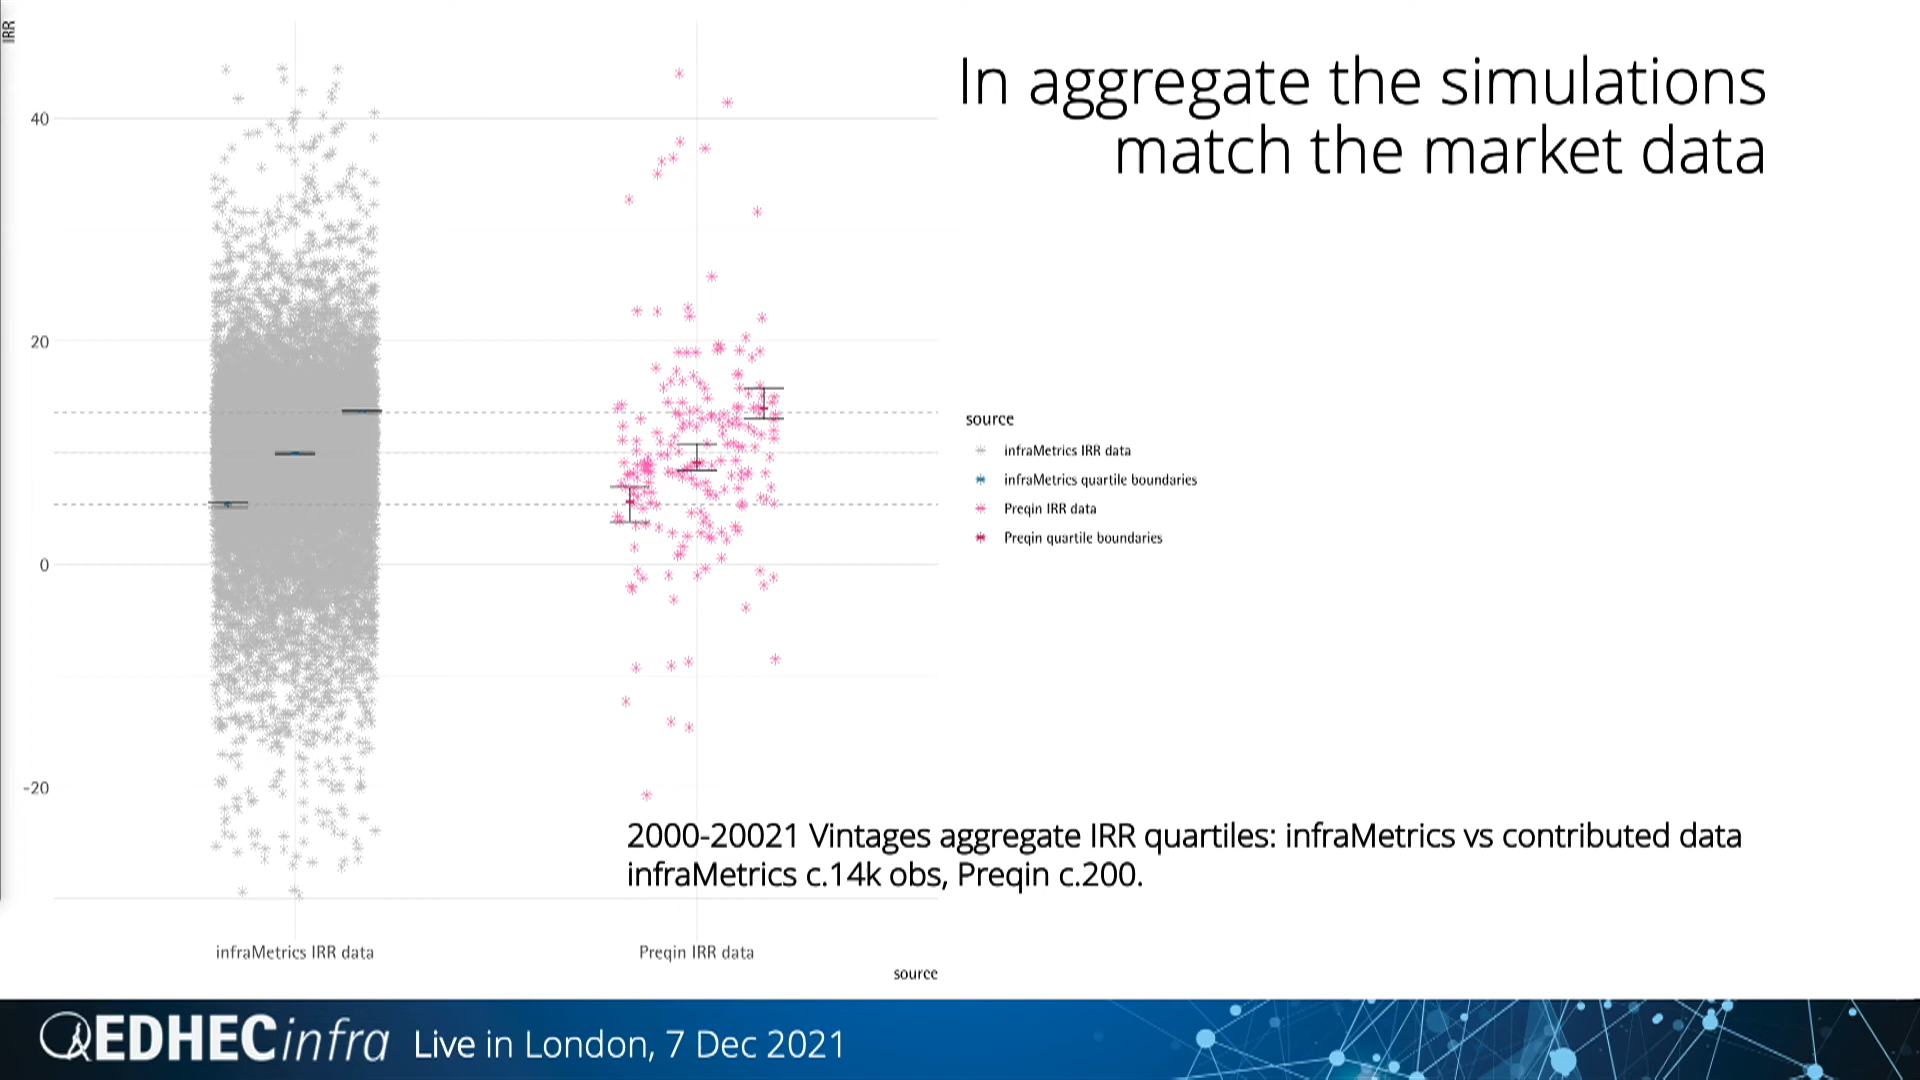 In aggregate the simulations
match the market data
IRR
40
20
0
-20
source
infraMetrics IRR data
infraMetrics quartile boundaries
Preqin IRR data
Preqin quartile boundaries
2000-20021 Vintages aggregate IRR quartiles: infraMetrics vs contributed data
infraMetrics c.14k obs, Preqin c.200.
infraMetrics IRR data
Preqin IRR data
source
EDHECinfra Live in London, 7 Dec 2021